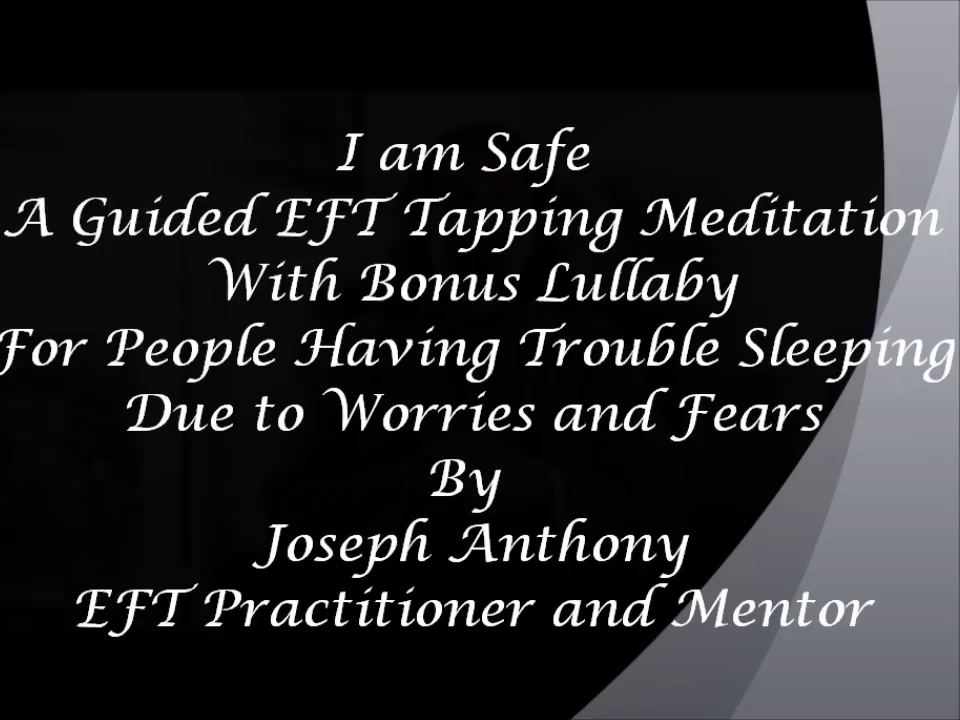 I am Safe
A Guided EFT Tapping Meditation
With Bonus Lullaby
For People Having Trouble Sleeping
Due to Worries and Fears
By
Joseph Anthony
EFT Practitioner and Mentor